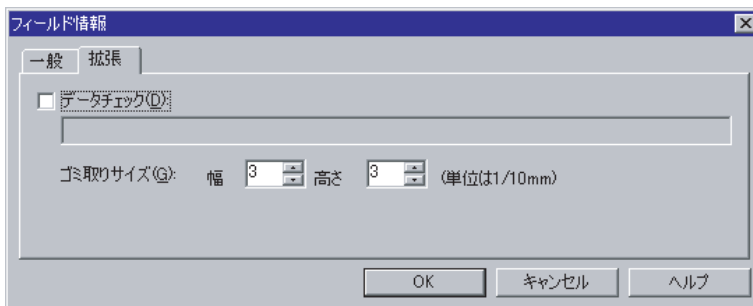 フィールド情報
一般 拡張
データチェック(D):
ゴミ取りサイズ(G): 幅 3 高さ 3 (単位は1/10mm)
OK キャンセル ヘルプ